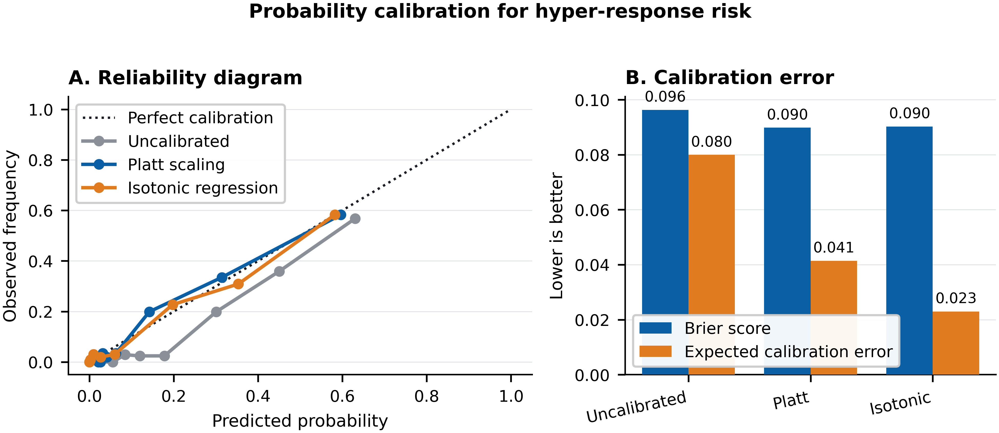 Probability calibration for hyper-response risk
A. Reliability diagram
Observed frequency
1.0
0.8
0.6
0.4
0.2
0.0
Perfect calibration
Uncalibrated
Platt scaling
Isotonic regression
0.0 0.2 0.4 0.6 0.8 1.0
Predicted probability
B. Calibration error
Lower is better
0.10
0.08
0.06
0.04
0.02
0.00
0.096
0.080
0.090
0.041
0.090
0.023
Brier score
Expected calibration error
Uncalibrated
Platt
Isotonic